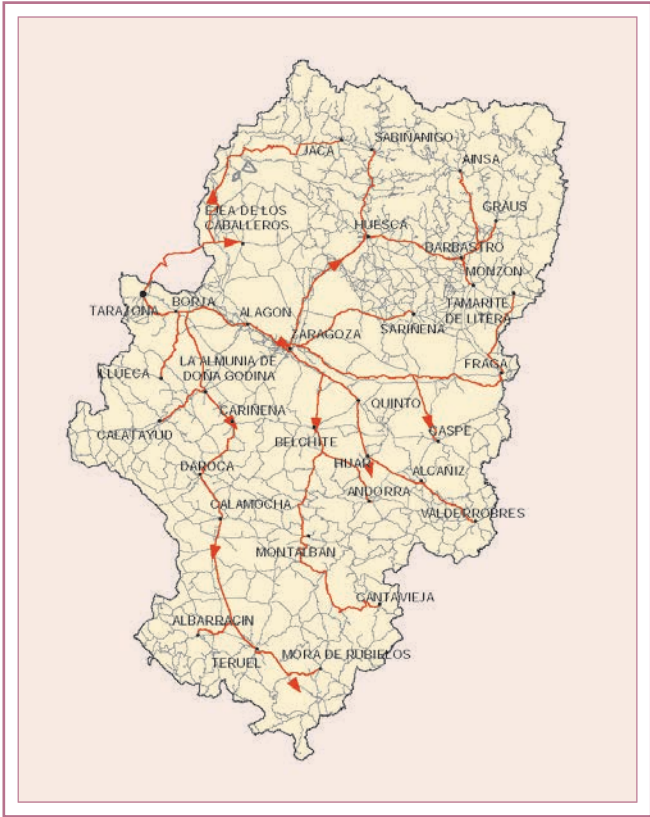 JACA
SABIÑANIGO
AINSA
GRAUS
EJEA DE LOS
CABALLEROS
HUESCA
BARBASTRO
MONZON
TARAZONA
BORJA
ALAGON
TAMARITE
DE LITERA
SARIÑENA
ZARAGOZA
ILLUECA
LA ALMUNIA DE
DOÑA GODINA
FRAGA
CARIÑENA
QUINTO
CALATAYUD
BELCHITE
CASPE
DAROCA
HIJAR
ALCAÑIZ
ANDORRA
CALAMOCHA
VALDERROBRES
MONTALBAN
CANTAVIEJA
ALBARRACIN
TERUEL
MORA DE RUBIELOS